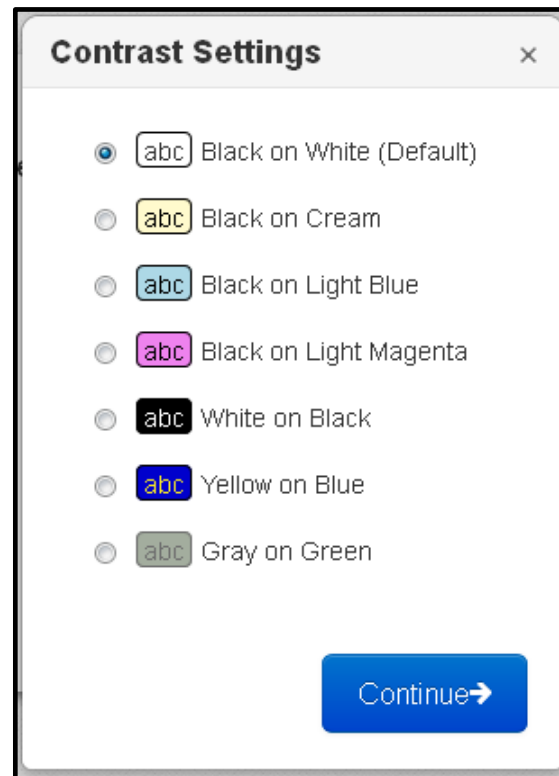 Contrast Settings ×
abc Black on White (Default)
abc Black on Cream
abc Black on Light Blue
abc Black on Light Magenta
abc White on Black
abc Yellow on Blue
abc Gray on Green
Continue➔